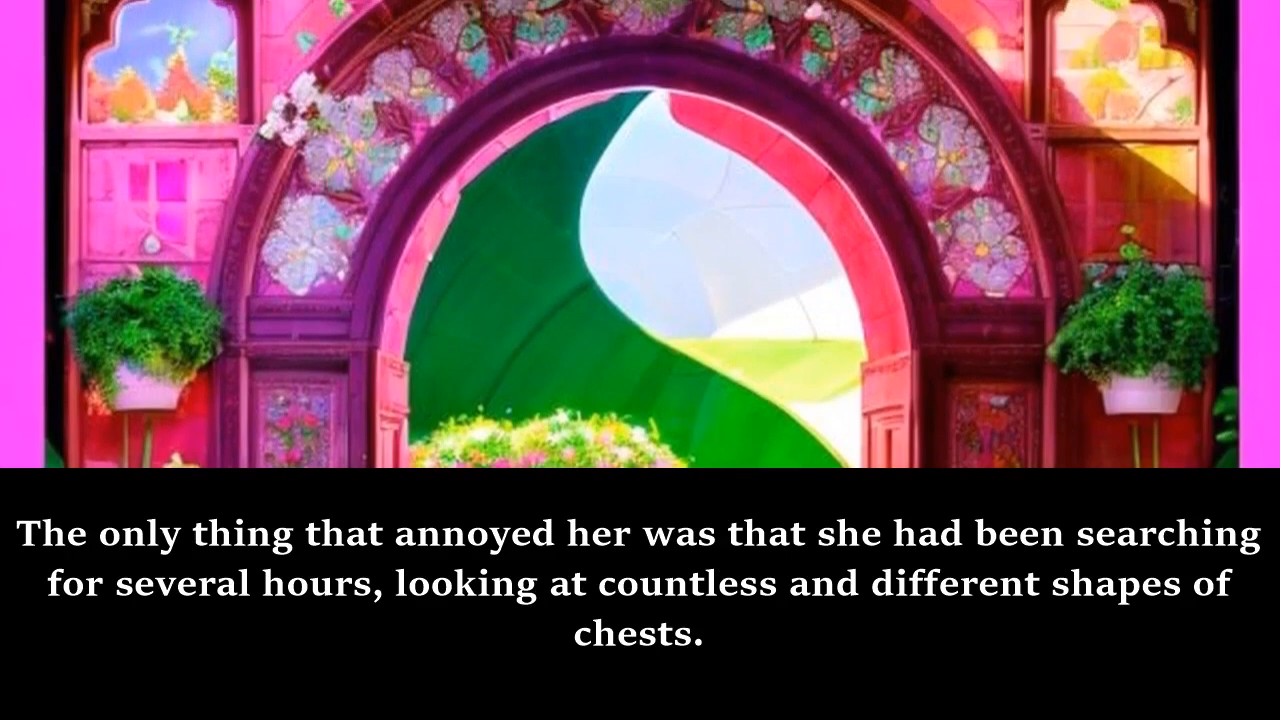 The only thing that annoyed her was that she had been searching
for several hours, looking at countless and different shapes of
chests.